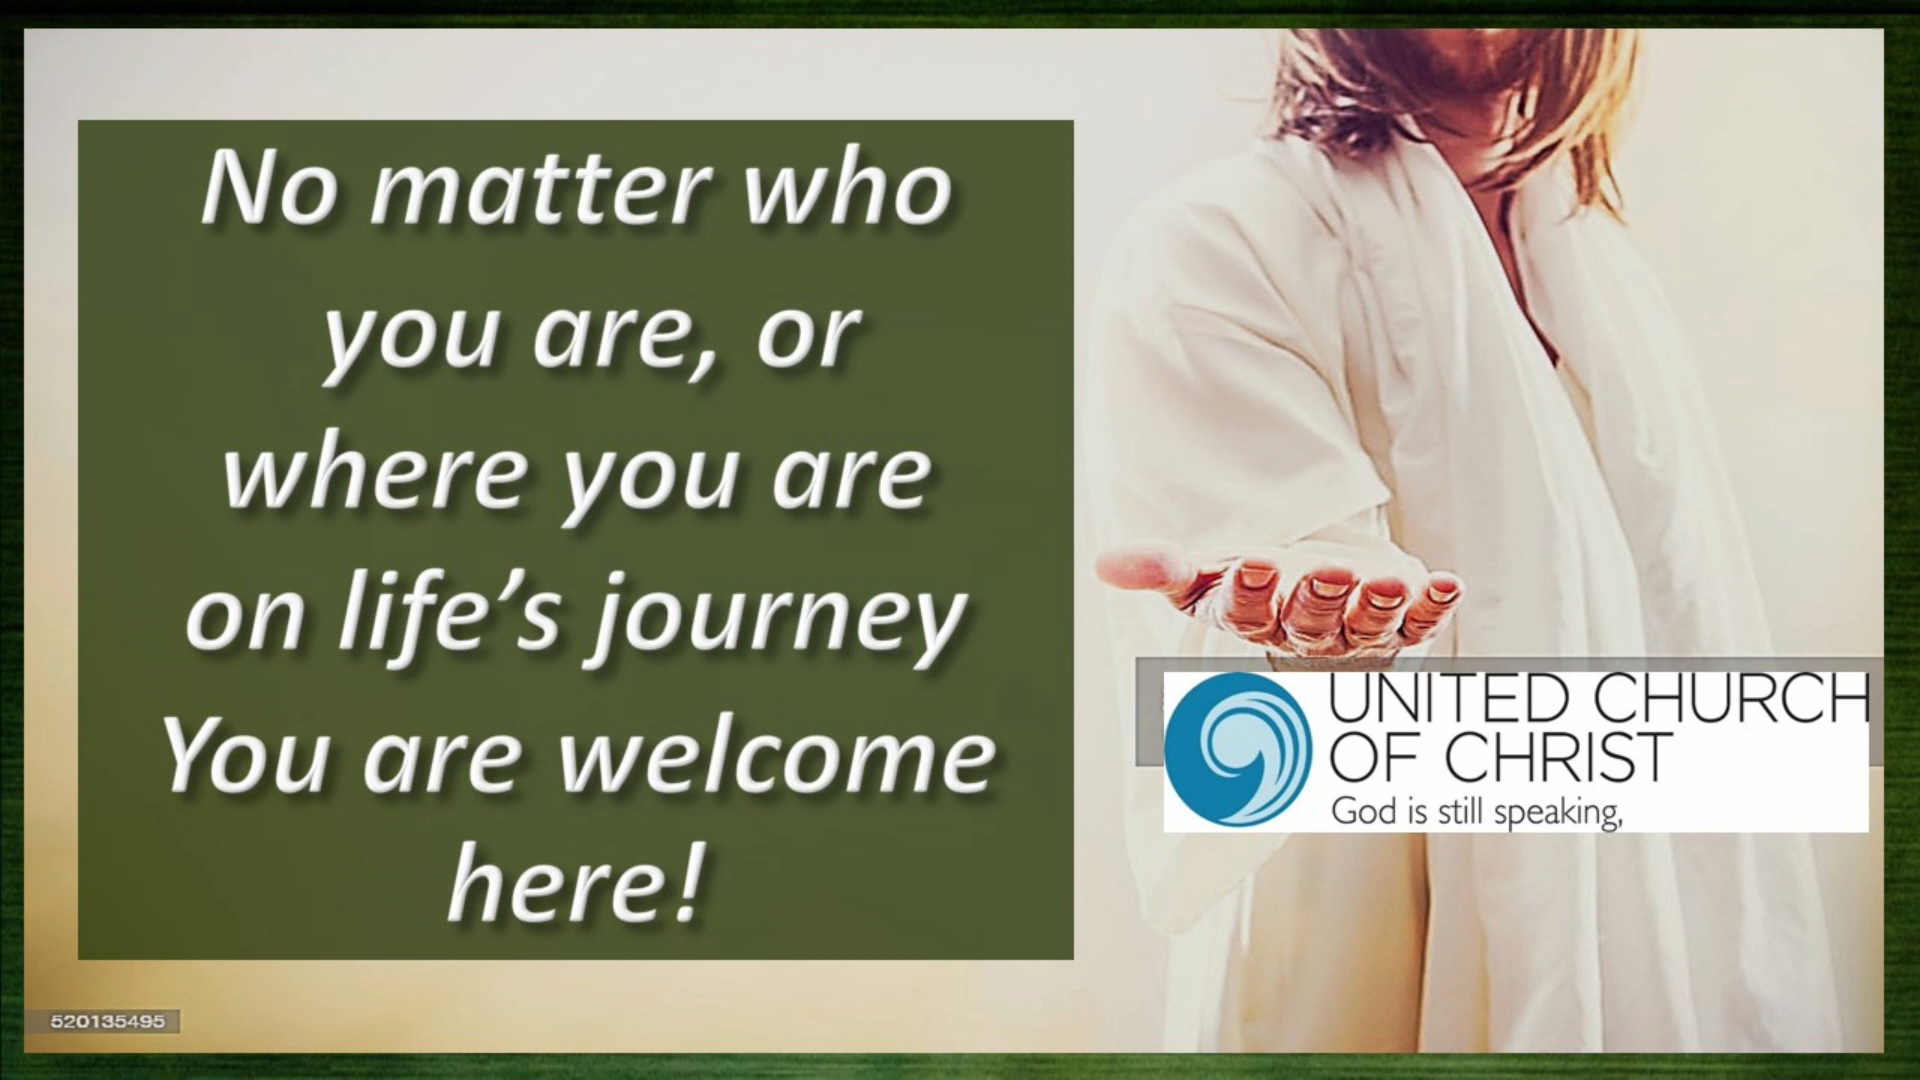 No matter who
you are, or
where you are
on life’s journey
You are welcome
here!
UNITED CHURCH
OF CHRIST
God is still speaking,
520135495